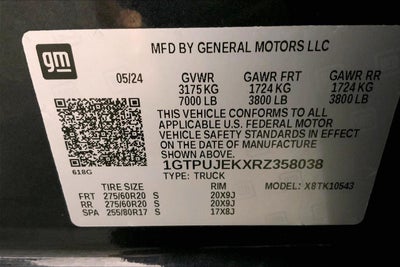 gm
MFD BY GENERAL MOTORS LLC
05/24 GVWR GAWR FRT GAWR RR
3175 KG 1724 KG 1724 KG
7000 LB 3800 LB 3800 LB
THIS VEHICLE CONFORMS TO ALL
APPLICABLE U.S. FEDERAL MOTOR
VEHICLE SAFETY STANDARDS IN EFFECT
ON THE DATE OF MANUFACTURE
SHOWN ABOVE.
618G 1GTPUJEKXRZ358038
TYPE: TRUCK MODEL: X8TK10543
TIRE SIZE RIM
FRT 275/60R20 S 20X9J
RR 275/60R20 S 20X9J
SPA 255/80R17 S 17X8J